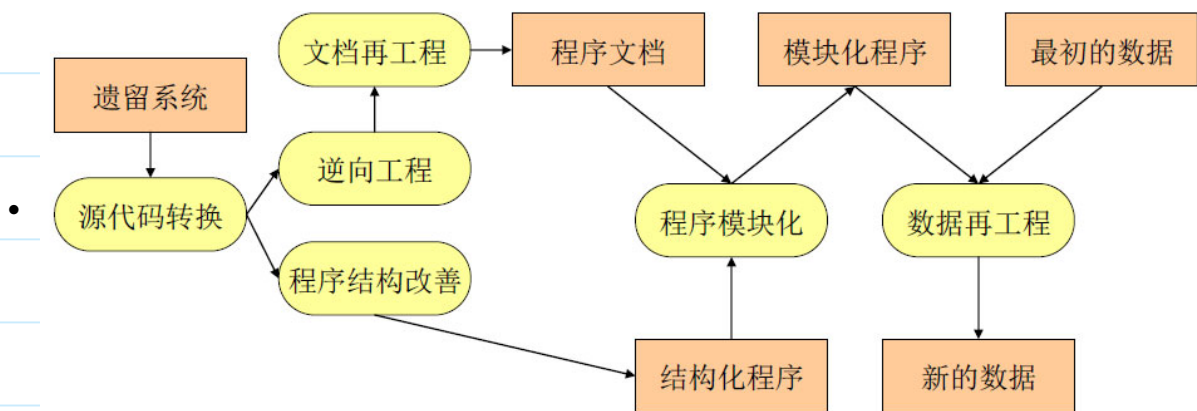 文档再工程
程序文档
模块化程序
最初的数据
遗留系统
逆向工程
源代码转换
程序模块化
数据再工程
程序结构改善
结构化程序
新的数据